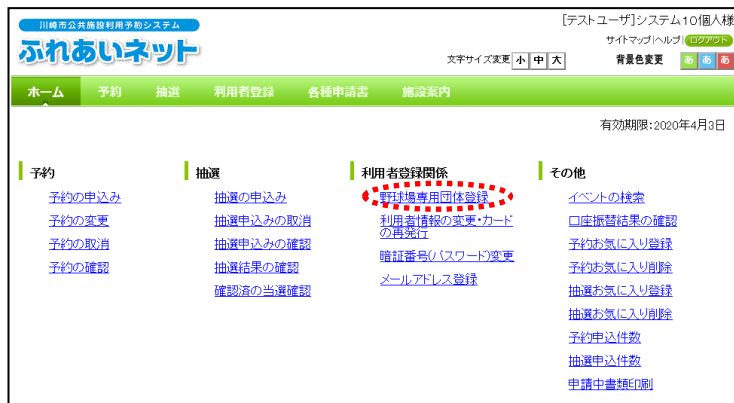 川崎市公共施設利用予約システム
ふれあいネット
[テストユーザ]システム10個人様
サイトマップ|ヘルプ|ログアウト
文字サイズ変更 小 中 大 背景色変更 あ あ あ
ホーム 予約 抽選 利用者登録 各種申請書 施設案内
有効期限:2020年4月3日
予約
予約の申込み
予約の変更
予約の取消
予約の確認
抽選
抽選の申込み
抽選申込みの取消
抽選申込みの確認
抽選結果の確認
確認済の当選確認
利用者登録関係
野球場専用団体登録
利用者情報の変更・カード
の再発行
暗証番号(パスワード)変更
メールアドレス登録
その他
イベントの検索
口座振替結果の確認
予約お気に入り登録
予約お気に入り削除
抽選お気に入り登録
抽選お気に入り削除
予約申込件数
抽選申込件数
申請中書類印刷